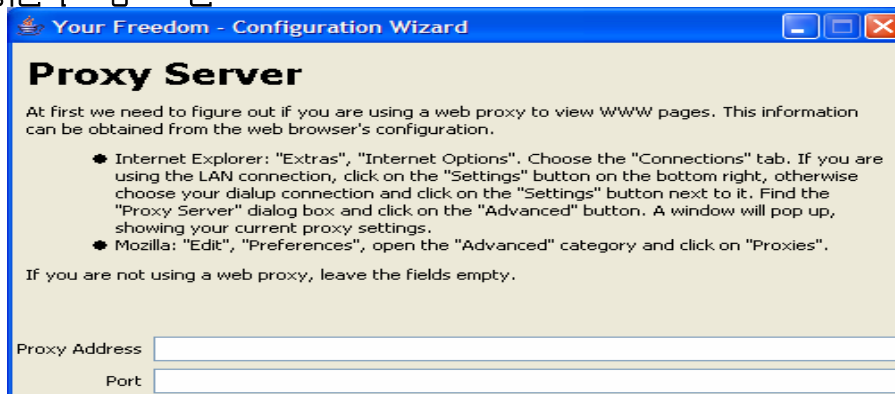 Your Freedom - Configuration Wizard
Proxy Server
At first we need to figure out if you are using a web proxy to view WWW pages. This information
can be obtained from the web browser's configuration.
● Internet Explorer: "Extras", "Internet Options". Choose the "Connections" tab. If you are
using the LAN connection, click on the "Settings" button on the bottom right, otherwise
choose your dialup connection and click on the "Settings" button next to it. Find the
"Proxy Server" dialog box and click on the "Advanced" button. A window will pop up,
showing your current proxy settings.
● Mozilla: "Edit", "Preferences", open the "Advanced" category and click on "Proxies".
If you are not using a web proxy, leave the fields empty.
Proxy Address
Port